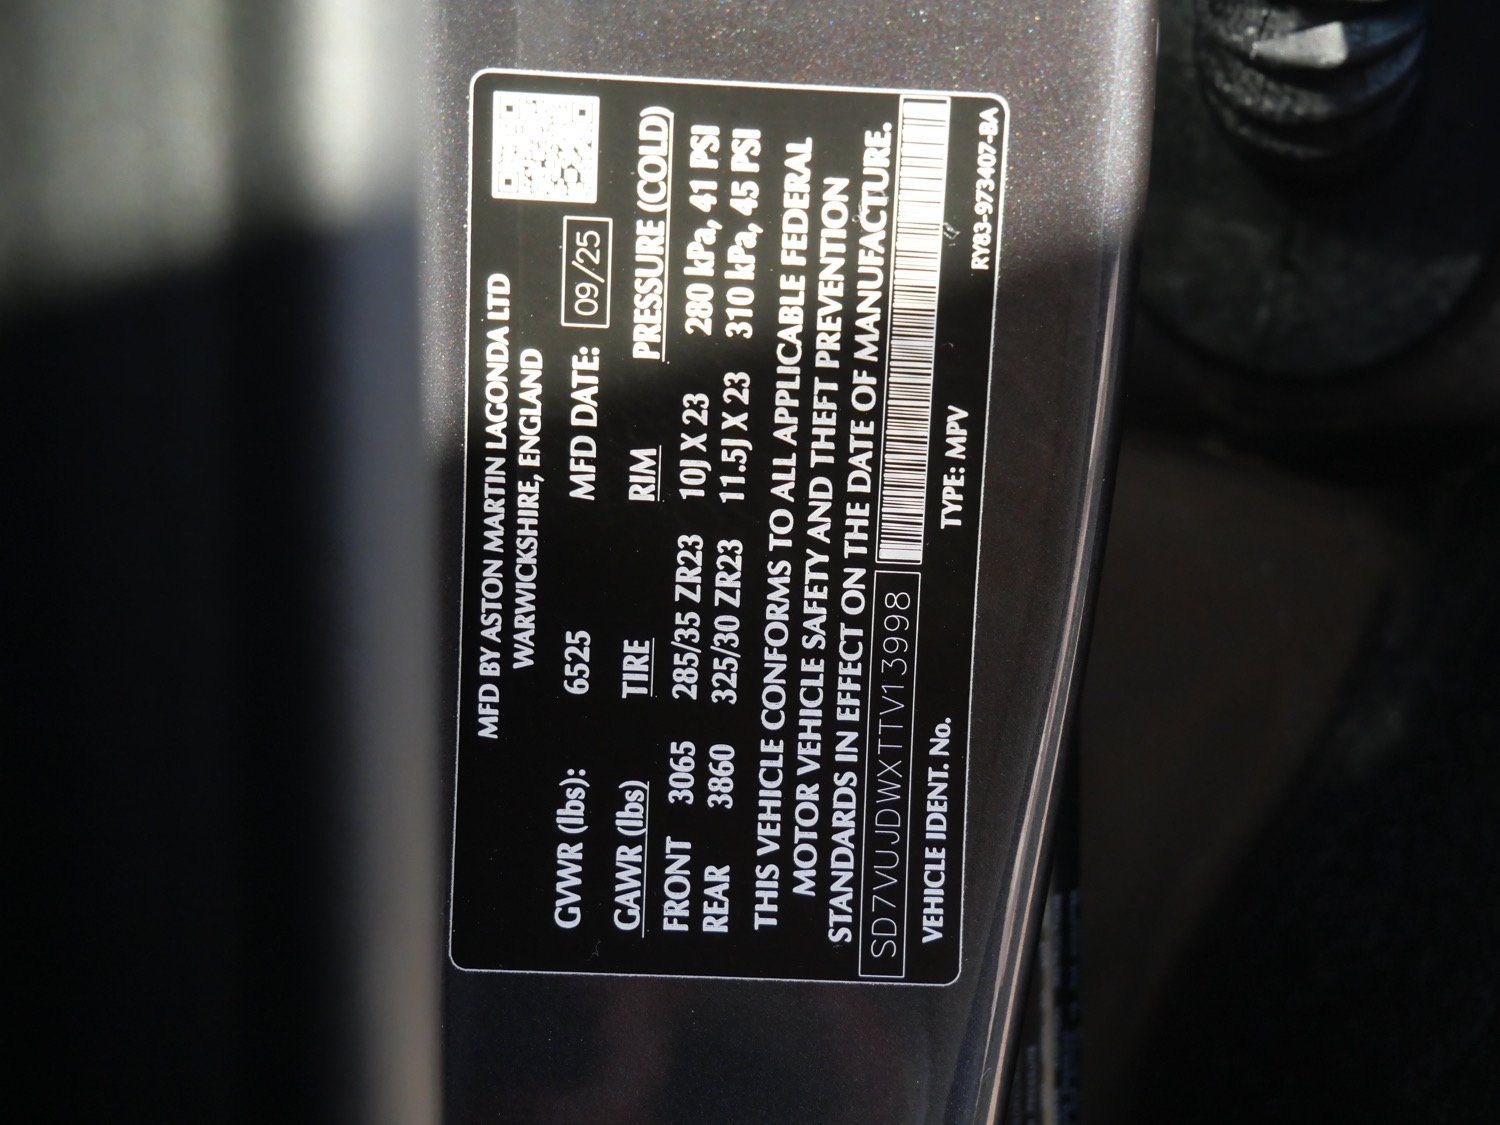 MFD BY ASTON MARTIN LAGONDA LTD
WARWICKSHIRE, ENGLAND
GVWR (lbs): 6525 MFD DATE: 09/25
GAWR (lbs) TIRE RIM PRESSURE (COLD)
FRONT 3065 285/35 ZR23 10J X 23 280 kPa, 41 PSI
REAR 3860 325/30 ZR23 11.5J X 23 310 kPa, 45 PSI
THIS VEHICLE CONFORMS TO ALL APPLICABLE FEDERAL
MOTOR VEHICLE SAFETY AND THEFT PREVENTION
STANDARDS IN EFFECT ON THE DATE OF MANUFACTURE.
SD7VUJDWXTTV13998
VEHICLE IDENT. No. TYPE: MPV RY83-973407-BA